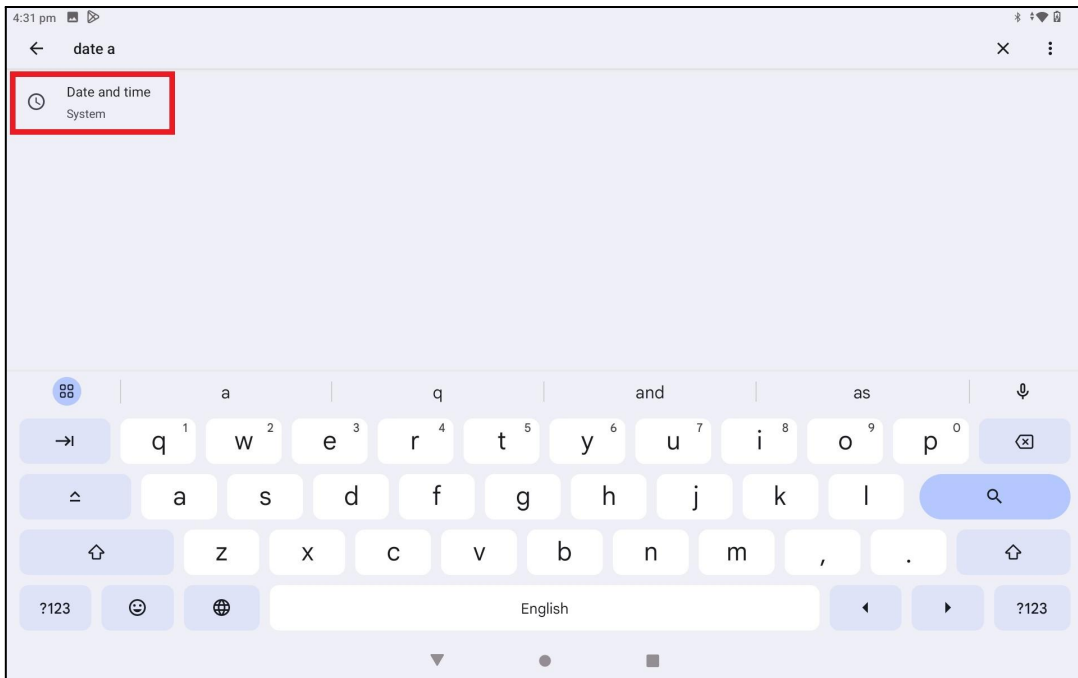 4:31 pm
date a
Date and time
System
a q and as
q 1 w 2 e 3 r 4 t 5 y 6 u 7 i 8 o 9 p 0
a s d f g h j k l
z x c v b n m , .
?123 English ?123